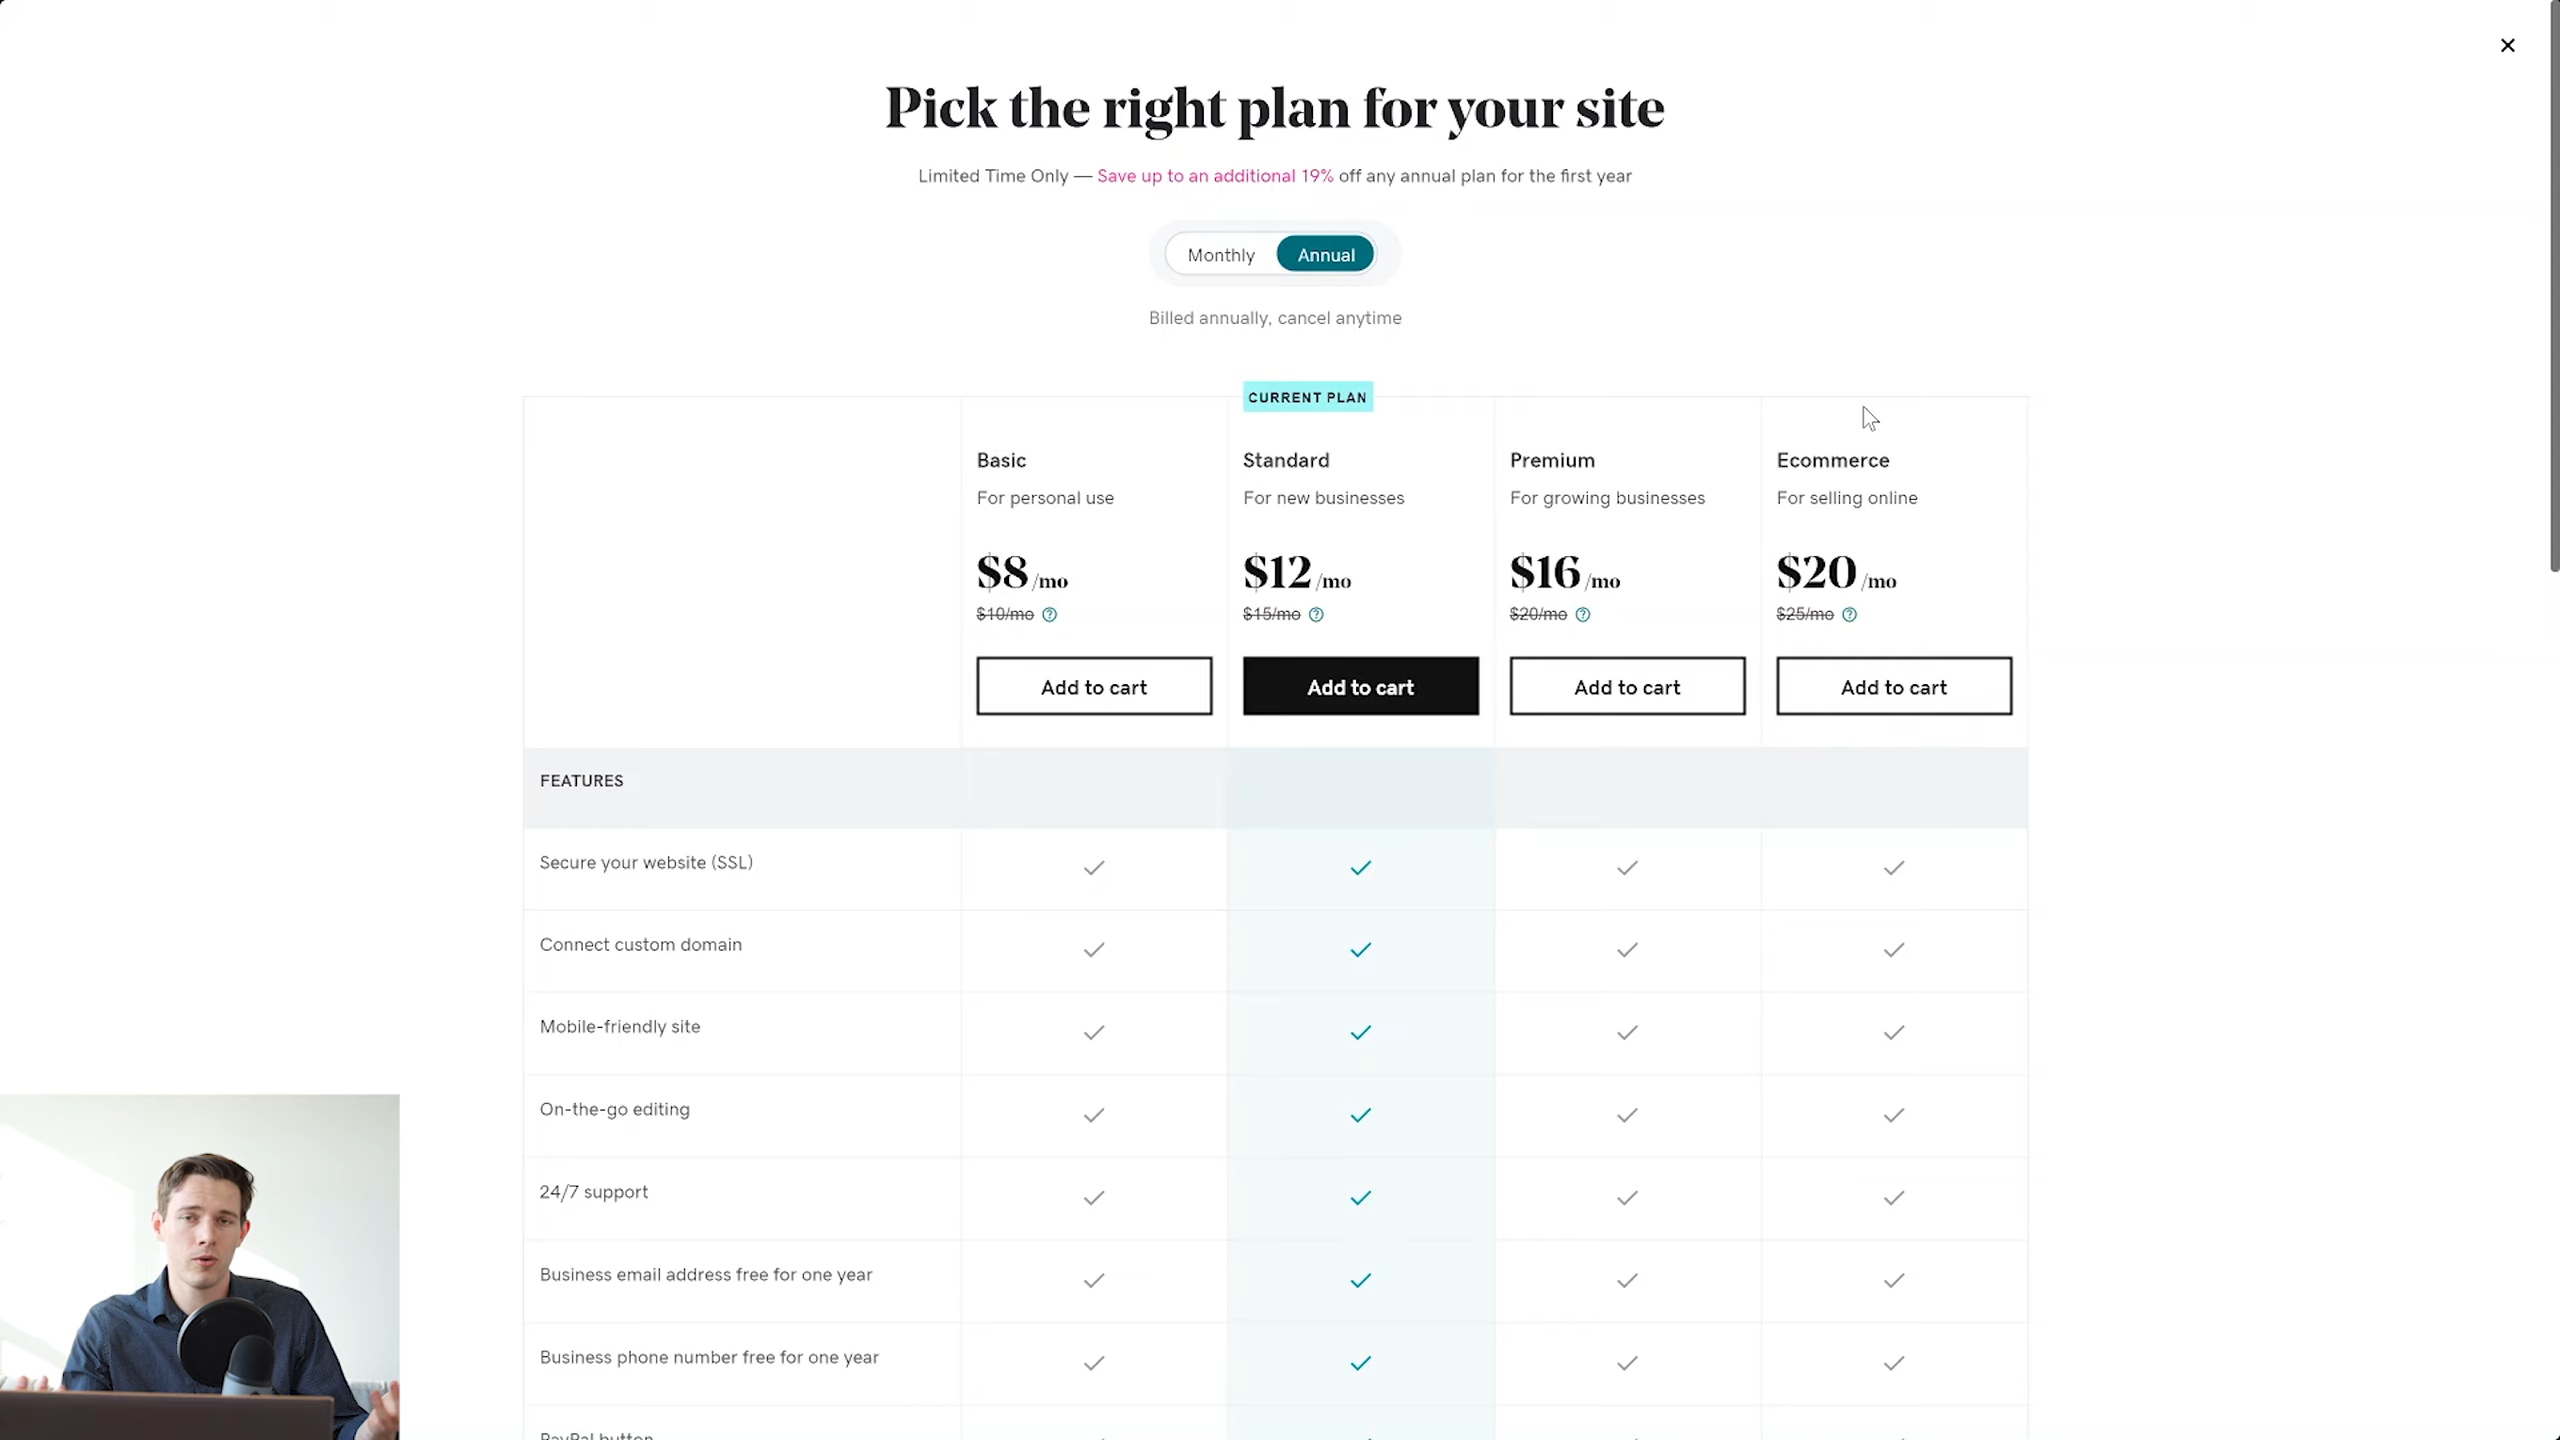 Pick the right plan for your site
Limited Time Only — Save up to an additional 19% off any annual plan for the first year
Monthly Annual
Billed annually, cancel anytime
CURRENT PLAN
Basic Standard Premium Ecommerce
For personal use For new businesses For growing businesses For selling online
$8 /mo $12 /mo $16 /mo $20 /mo
$10/mo $15/mo $20/mo $25/mo
Add to cart Add to cart Add to cart Add to cart
FEATURES
Secure your website (SSL)
Connect custom domain
Mobile-friendly site
On-the-go editing
24/7 support
Business email address free for one year
Business phone number free for one year
PayPal button